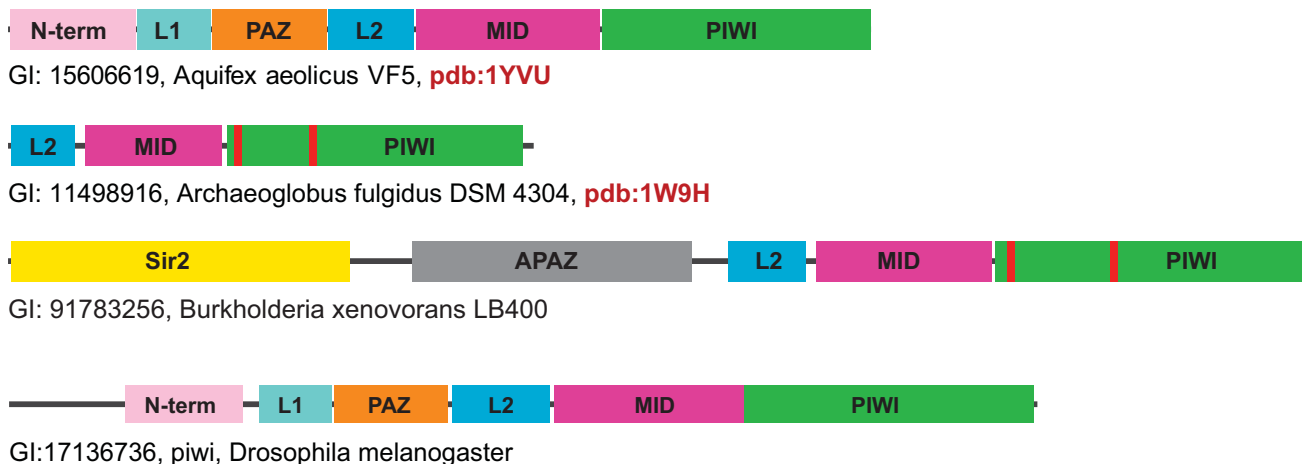 N-term L1 PAZ L2 MID PIWI
GI: 15606619, Aquifex aeolicus VF5, pdb:1YVU
L2 MID PIWI
GI: 11498916, Archaeoglobus fulgidus DSM 4304, pdb:1W9H
Sir2 APAZ L2 MID PIWI
GI: 91783256, Burkholderia xenovorans LB400
N-term L1 PAZ L2 MID PIWI
GI:17136736, piwi, Drosophila melanogaster